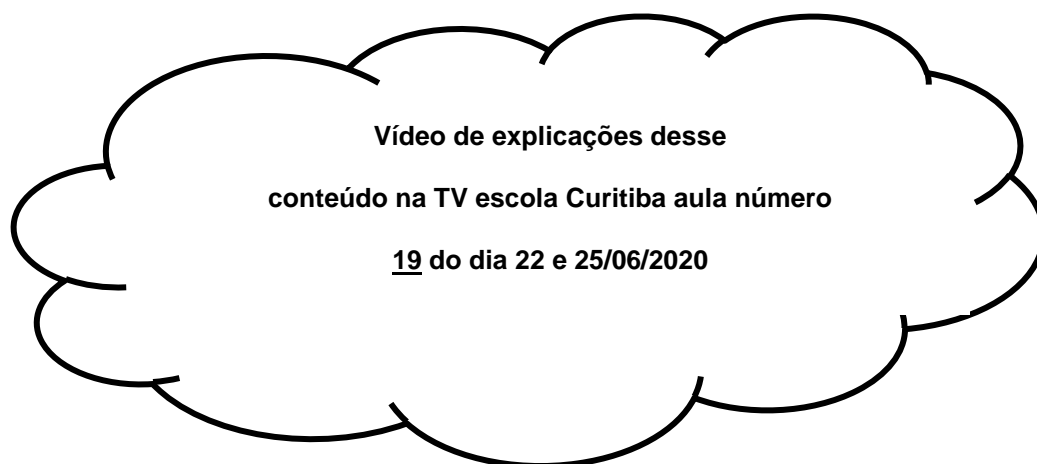 Vídeo de explicações desse
conteúdo na TV escola Curitiba aula número
19 do dia 22 e 25/06/2020